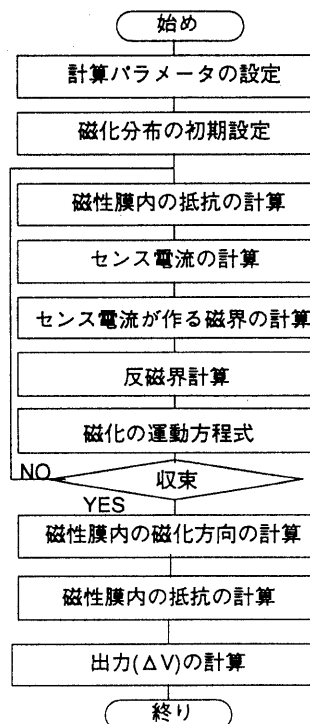 始め
計算パラメータの設定
磁化分布の初期設定
磁性膜内の抵抗の計算
センス電流の計算
センス電流が作る磁界の計算
反磁界計算
磁化の運動方程式
NO
収束
YES
磁性膜内の磁化方向の計算
磁性膜内の抵抗の計算
出力(ΔV)の計算
終り